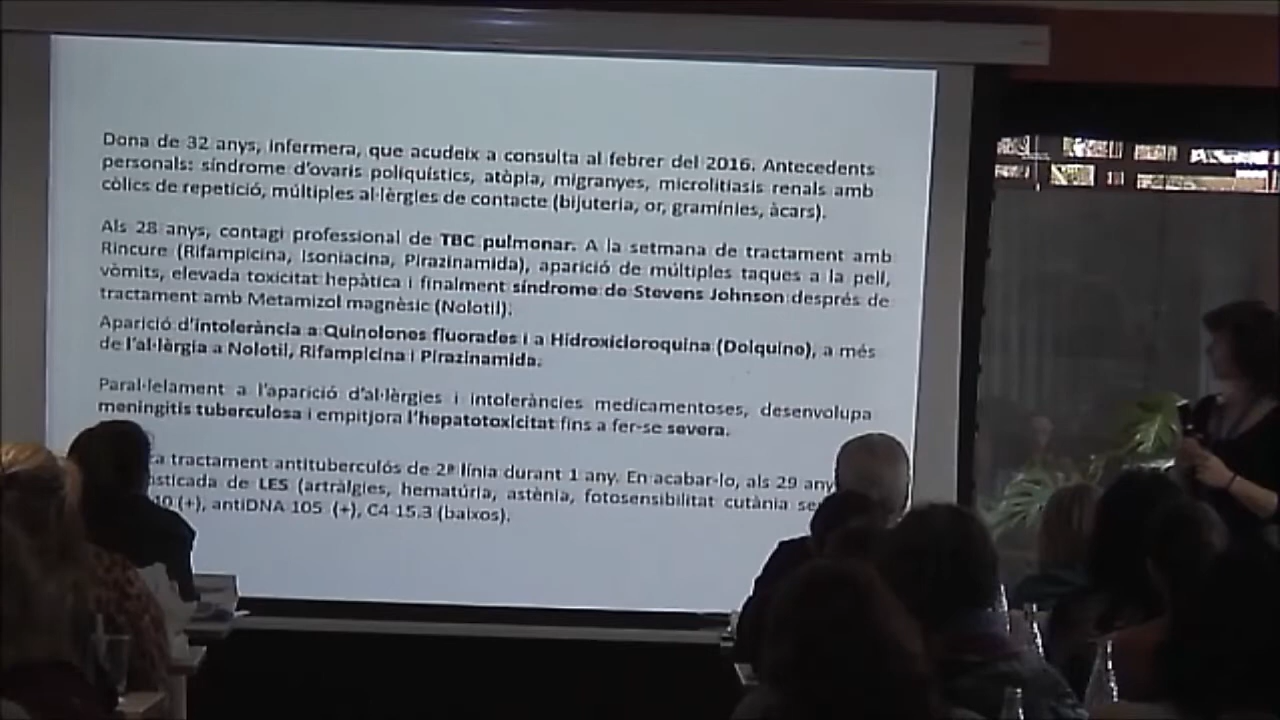 Dona de 32 anys, infermera, que acudeix a consulta al febrer del 2016. Antecedents
personals: síndrome d'ovaris poliquístics, atòpia, migranyes, microlitiasis renals amb
còlics de repetició, múltiples al·lèrgies de contacte (bijuteria, or, gramínies, àcars).
Als 28 anys, contagi professional de TBC pulmonar. A la setmana de tractament amb
Rincure (Rifampicina, Isoniacina, Pirazinamida), aparició de múltiples taques a la pell,
vòmits, elevada toxicitat hepàtica i finalment síndrome de Stevens Johnson després de
tractament amb Metamizol magnèsic (Nolotil).
Aparició d'intolerància a Quinolones fluorades i a Hidroxicloroquina (Dolquine), a més
de l'al·lèrgia a Nolotil, Rifampicina i Pirazinamida.
Paral·lelament a l'aparició d'al·lèrgies i intoleràncies medicamentoses, desenvolupa
meningitis tuberculosa i empitjora l'hepatotoxicitat fins a fer-se severa.
a tractament antituberculós de 2ª línia durant 1 any. En acabar-lo, als 29 any
sticada de LES (artràlgies, hematúria, astènia, fotosensibilitat cutània se
0 (+), antiDNA 105 (+), C4 15.3 (baixos).